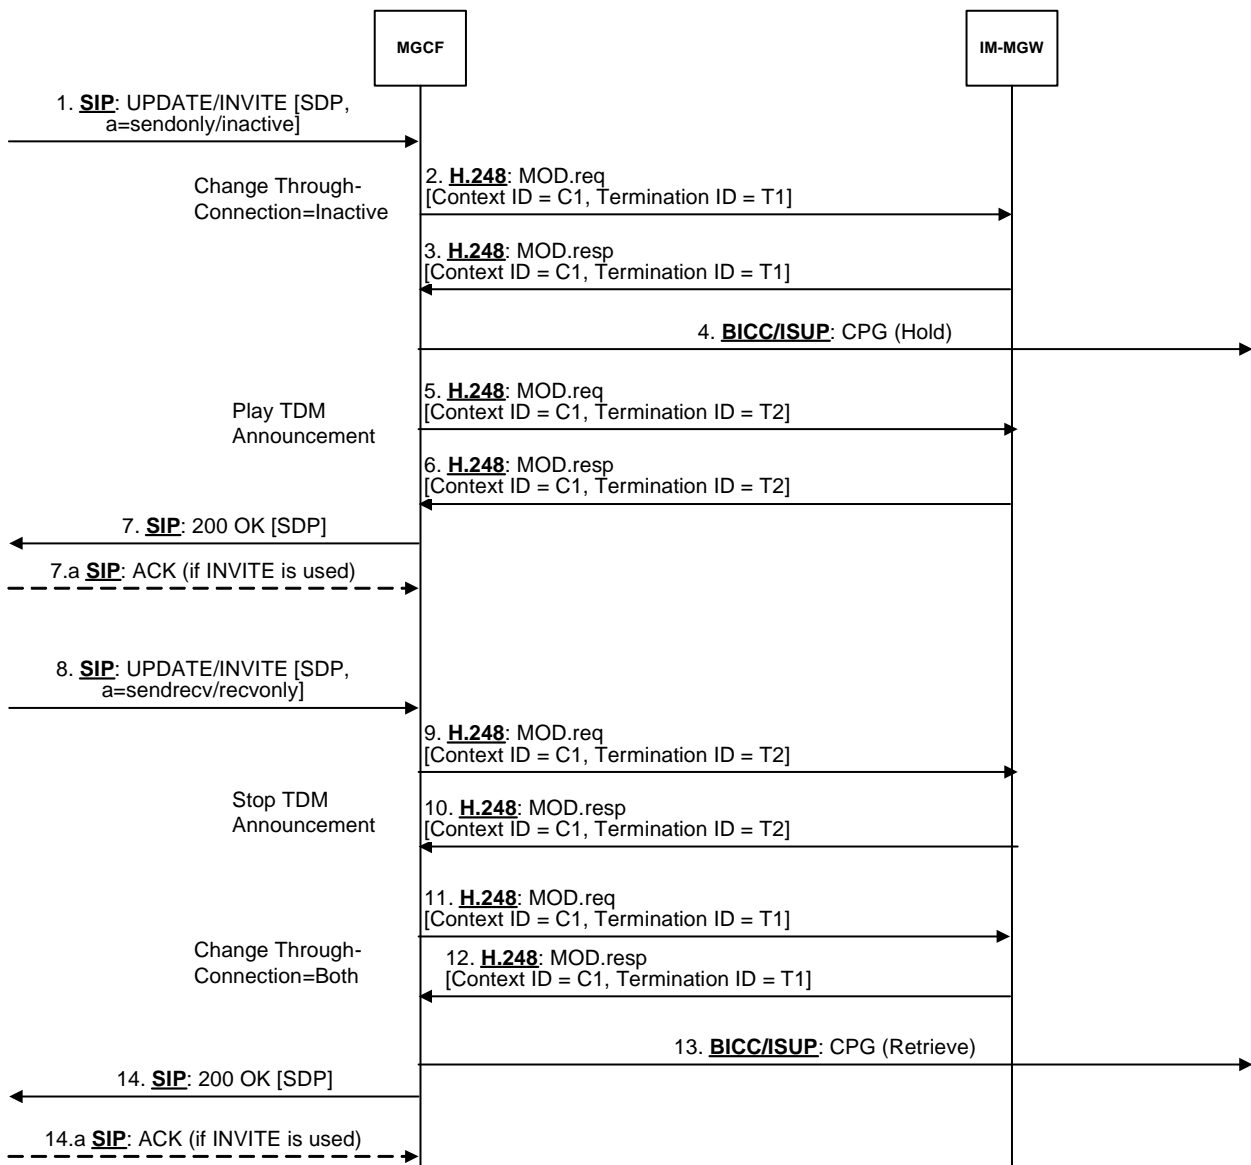 MGCF
IM-MGW
1. SIP: UPDATE/INVITE [SDP,
a=sendonly/inactive]
Change Through-
Connection=Inactive
2. H.248: MOD.req
[Context ID = C1, Termination ID = T1]
3. H.248: MOD.resp
[Context ID = C1, Termination ID = T1]
4. BICC/ISUP: CPG (Hold)
Play TDM
Announcement
5. H.248: MOD.req
[Context ID = C1, Termination ID = T2]
6. H.248: MOD.resp
[Context ID = C1, Termination ID = T2]
7. SIP: 200 OK [SDP]
7.a SIP: ACK (if INVITE is used)
8. SIP: UPDATE/INVITE [SDP,
a=sendrecv/recvonly]
9. H.248: MOD.req
[Context ID = C1, Termination ID = T2]
Stop TDM
Announcement
10. H.248: MOD.resp
[Context ID = C1, Termination ID = T2]
11. H.248: MOD.req
[Context ID = C1, Termination ID = T1]
Change Through-
Connection=Both
12. H.248: MOD.resp
[Context ID = C1, Termination ID = T1]
13. BICC/ISUP: CPG (Retrieve)
14. SIP: 200 OK [SDP]
14.a SIP: ACK (if INVITE is used)